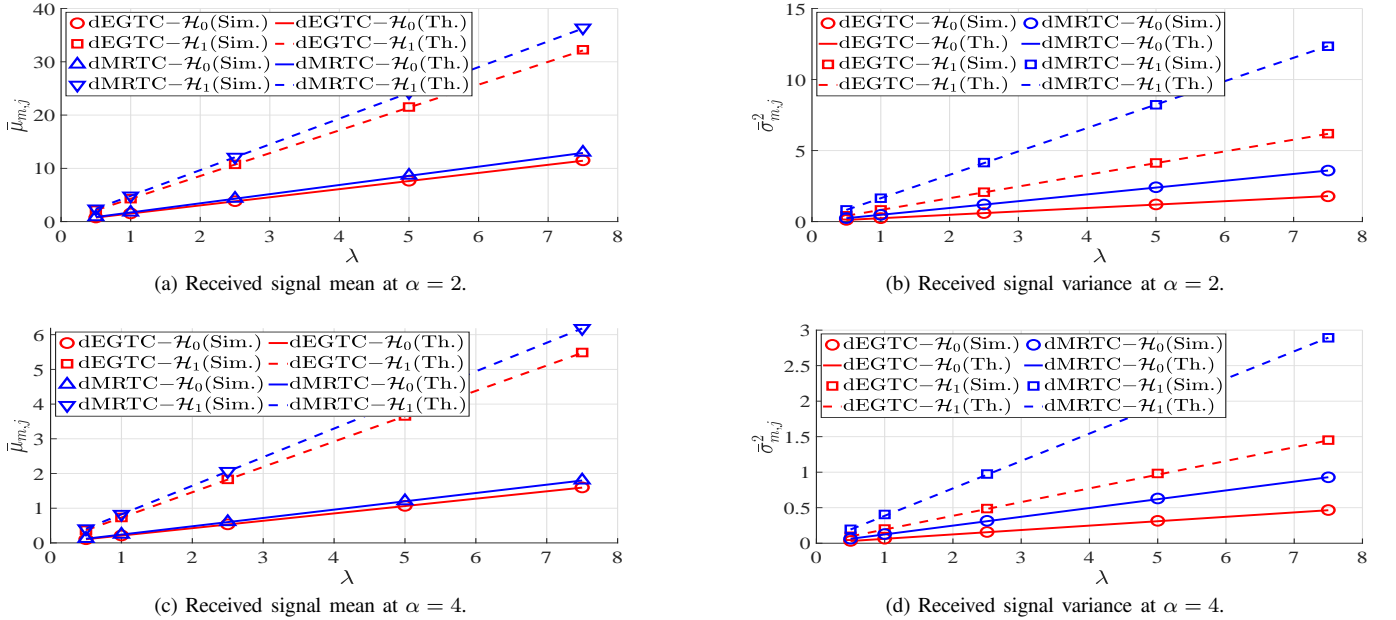 40
30
20
10
0
μ̄m,j
dEGTC−ℋ₀(Sim.) dEGTC−ℋ₀(Th.)
dEGTC−ℋ₁(Sim.) dEGTC−ℋ₁(Th.)
dMRTC−ℋ₀(Sim.) dMRTC−ℋ₀(Th.)
dMRTC−ℋ₁(Sim.) dMRTC−ℋ₁(Th.)
0 1 2 3 4 5 6 7 8
λ
(a) Received signal mean at α = 2.
15
10
5
0
σ̄²m,j
dEGTC−ℋ₀(Sim.) dMRTC−ℋ₀(Sim.)
dEGTC−ℋ₀(Th.) dMRTC−ℋ₀(Th.)
dEGTC−ℋ₁(Sim.) dMRTC−ℋ₁(Sim.)
dEGTC−ℋ₁(Th.) dMRTC−ℋ₁(Th.)
0 1 2 3 4 5 6 7 8
λ
(b) Received signal variance at α = 2.
6
5
4
3
2
1
0
μ̄m,j
dEGTC−ℋ₀(Sim.) dEGTC−ℋ₀(Th.)
dEGTC−ℋ₁(Sim.) dEGTC−ℋ₁(Th.)
dMRTC−ℋ₀(Sim.) dMRTC−ℋ₀(Th.)
dMRTC−ℋ₁(Sim.) dMRTC−ℋ₁(Th.)
0 1 2 3 4 5 6 7 8
λ
(c) Received signal mean at α = 4.
3
2.5
2
1.5
1
0.5
0
σ̄²m,j
dEGTC−ℋ₀(Sim.) dMRTC−ℋ₀(Sim.)
dEGTC−ℋ₀(Th.) dMRTC−ℋ₀(Th.)
dEGTC−ℋ₁(Sim.) dMRTC−ℋ₁(Sim.)
dEGTC−ℋ₁(Th.) dMRTC−ℋ₁(Th.)
0 1 2 3 4 5 6 7 8
λ
(d) Received signal variance at α = 4.